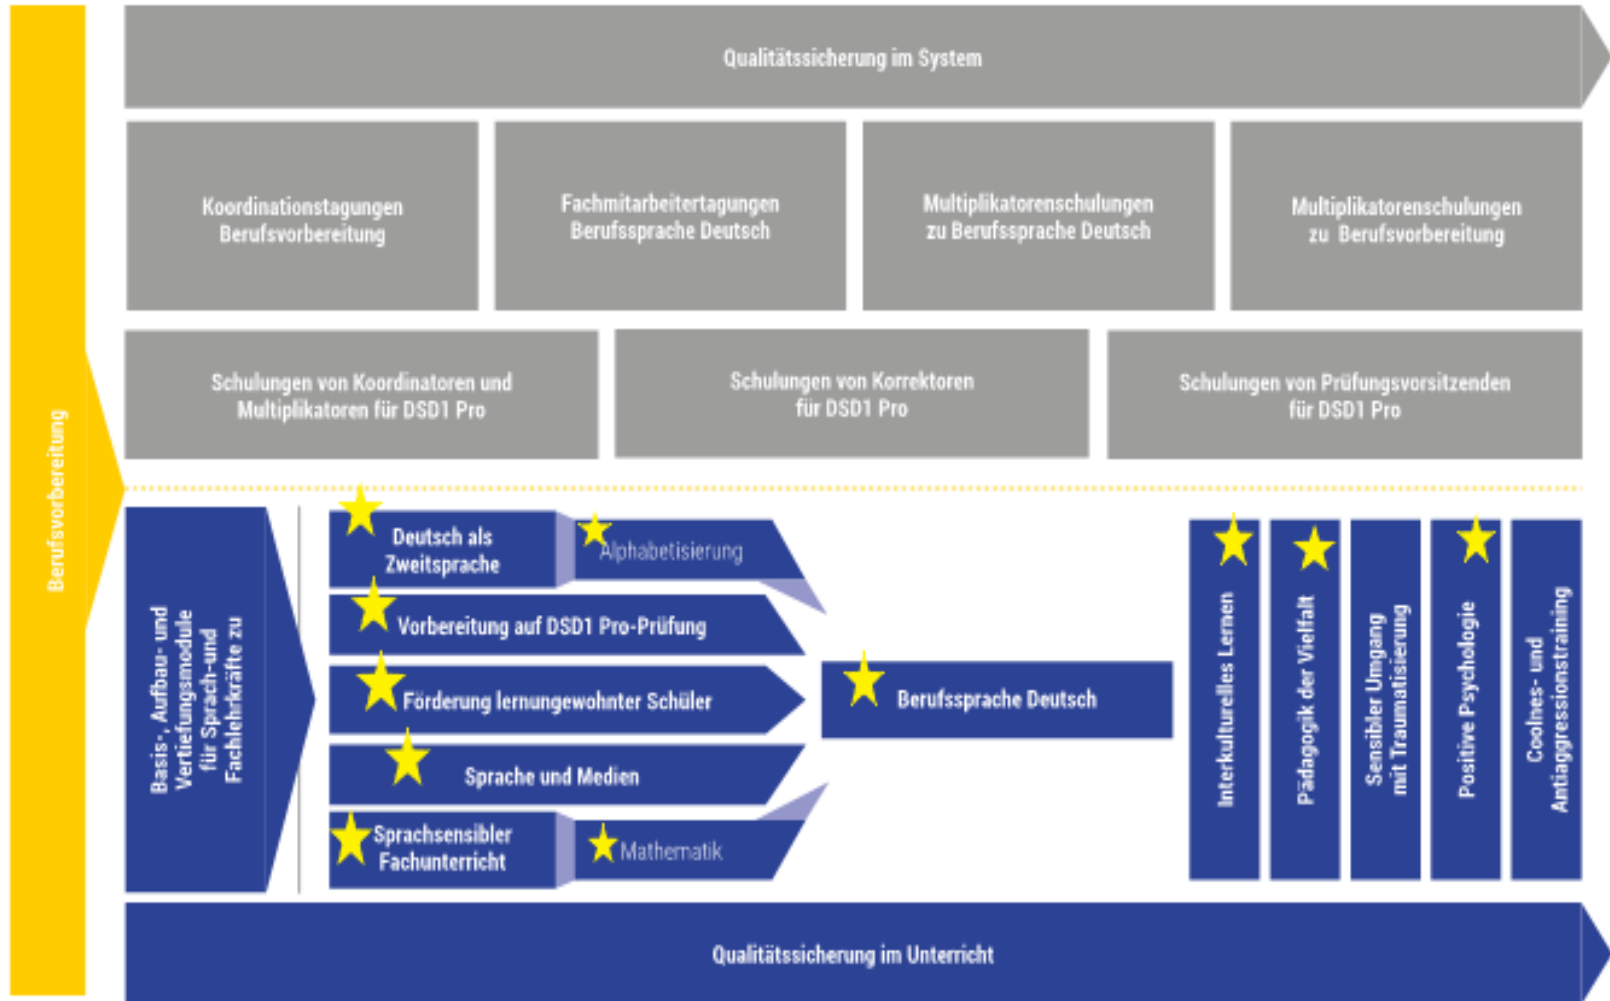 Qualitätssicherung im System
Koordinationstagungen
Berufsvorbereitung
Fachmitarbeitertagungen
Berufssprache Deutsch
Multiplikatorenschulungen
zu Berufssprache Deutsch
Multiplikatorenschulungen
zu Berufsvorbereitung
Schulungen von Koordinatoren und
Multiplikatoren für DSD1 Pro
Schulungen von Korrektoren
für DSD1 Pro
Schulungen von Prüfungsvorsitzenden
für DSD1 Pro
Berufsvorbereitung
Basis-, Aufbau- und
Vertiefungsmodule
für Sprach-und
Fachlehrkräfte zu
Deutsch als
Zweitsprache
Alphabetisierung
Vorbereitung auf DSD1 Pro-Prüfung
Förderung lernungewohnter Schüler
Sprache und Medien
Sprachsensibler
Fachunterricht
Mathematik
Berufssprache Deutsch
Interkulturelles Lernen
Pädagogik der Vielfalt
Sensibler Umgang
mit Traumatisierung
Positive Psychologie
Coolnes- und
Antiaggressionstraining
Qualitätssicherung im Unterricht